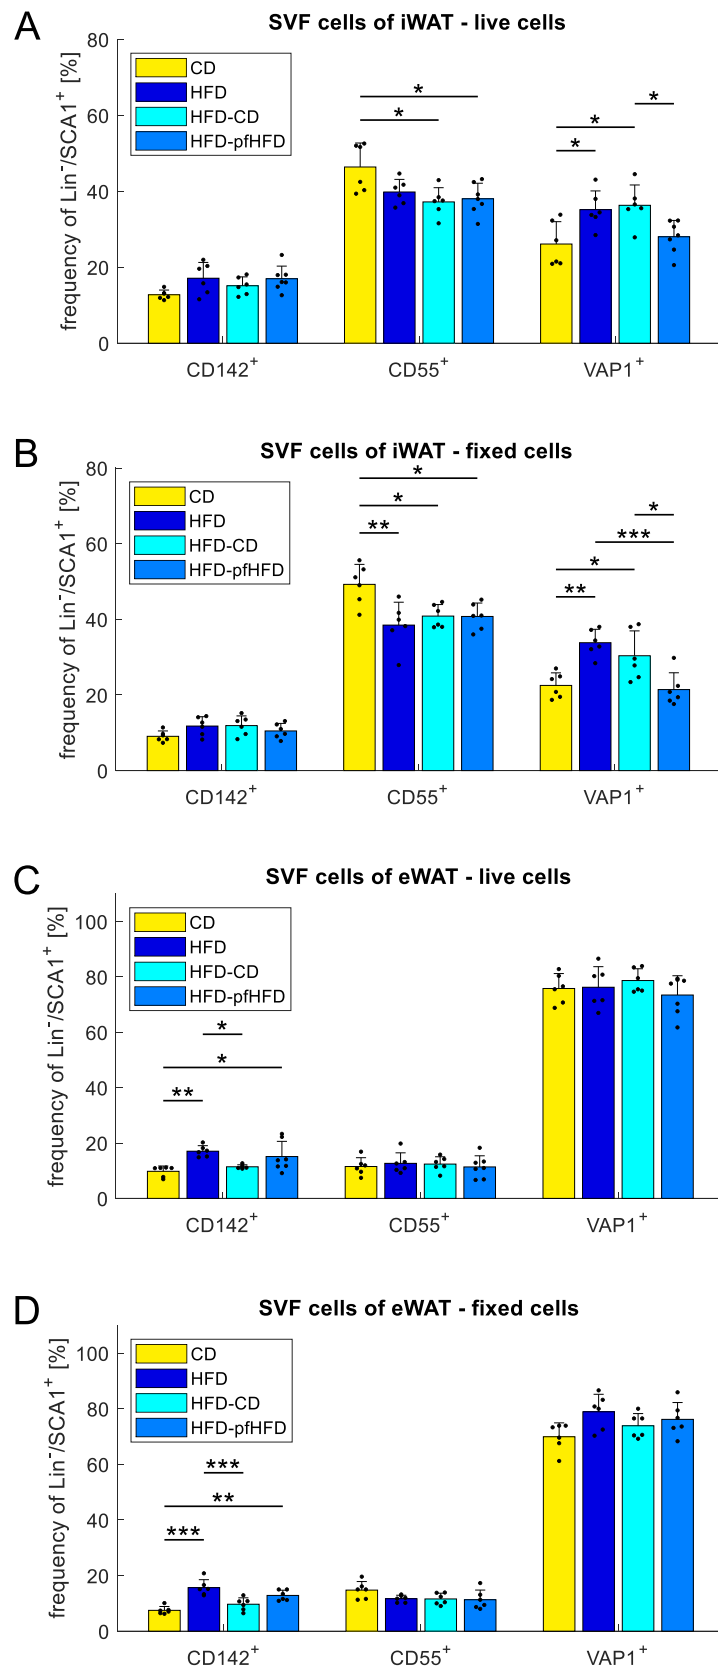 A
SVF cells of iWAT - live cells
frequency of Lin⁻/SCA1⁺ [%]
80
60
40
20
0
CD
HFD
HFD-CD
HFD-pfHFD
*
*
*
*
*
CD142⁺ CD55⁺ VAP1⁺
B
SVF cells of iWAT - fixed cells
frequency of Lin⁻/SCA1⁺ [%]
80
60
40
20
0
CD
HFD
HFD-CD
HFD-pfHFD
*
*
**
*
***
*
**
CD142⁺ CD55⁺ VAP1⁺
C
SVF cells of eWAT - live cells
frequency of Lin⁻/SCA1⁺ [%]
100
80
60
40
20
0
CD
HFD
HFD-CD
HFD-pfHFD
*
*
**
CD142⁺ CD55⁺ VAP1⁺
D
SVF cells of eWAT - fixed cells
frequency of Lin⁻/SCA1⁺ [%]
100
80
60
40
20
0
CD
HFD
HFD-CD
HFD-pfHFD
***
**
***
CD142⁺ CD55⁺ VAP1⁺